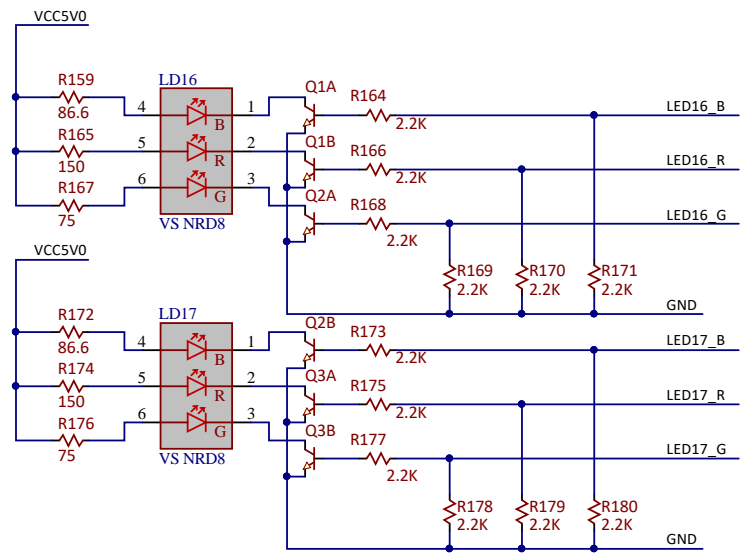 VCC5V0
R159
86.6
R165
150
R167
75
LD16
4
5
6
B
R
G
1
2
3
VS NRD8
Q1A
Q1B
Q2A
R164
2.2K
R166
2.2K
R168
2.2K
LED16_B
LED16_R
LED16_G
R169
2.2K
R170
2.2K
R171
2.2K
GND
VCC5V0
R172
86.6
R174
150
R176
75
LD17
4
5
6
B
R
G
1
2
3
VS NRD8
Q2B
Q3A
Q3B
R173
2.2K
R175
2.2K
R177
2.2K
LED17_B
LED17_R
LED17_G
R178
2.2K
R179
2.2K
R180
2.2K
GND